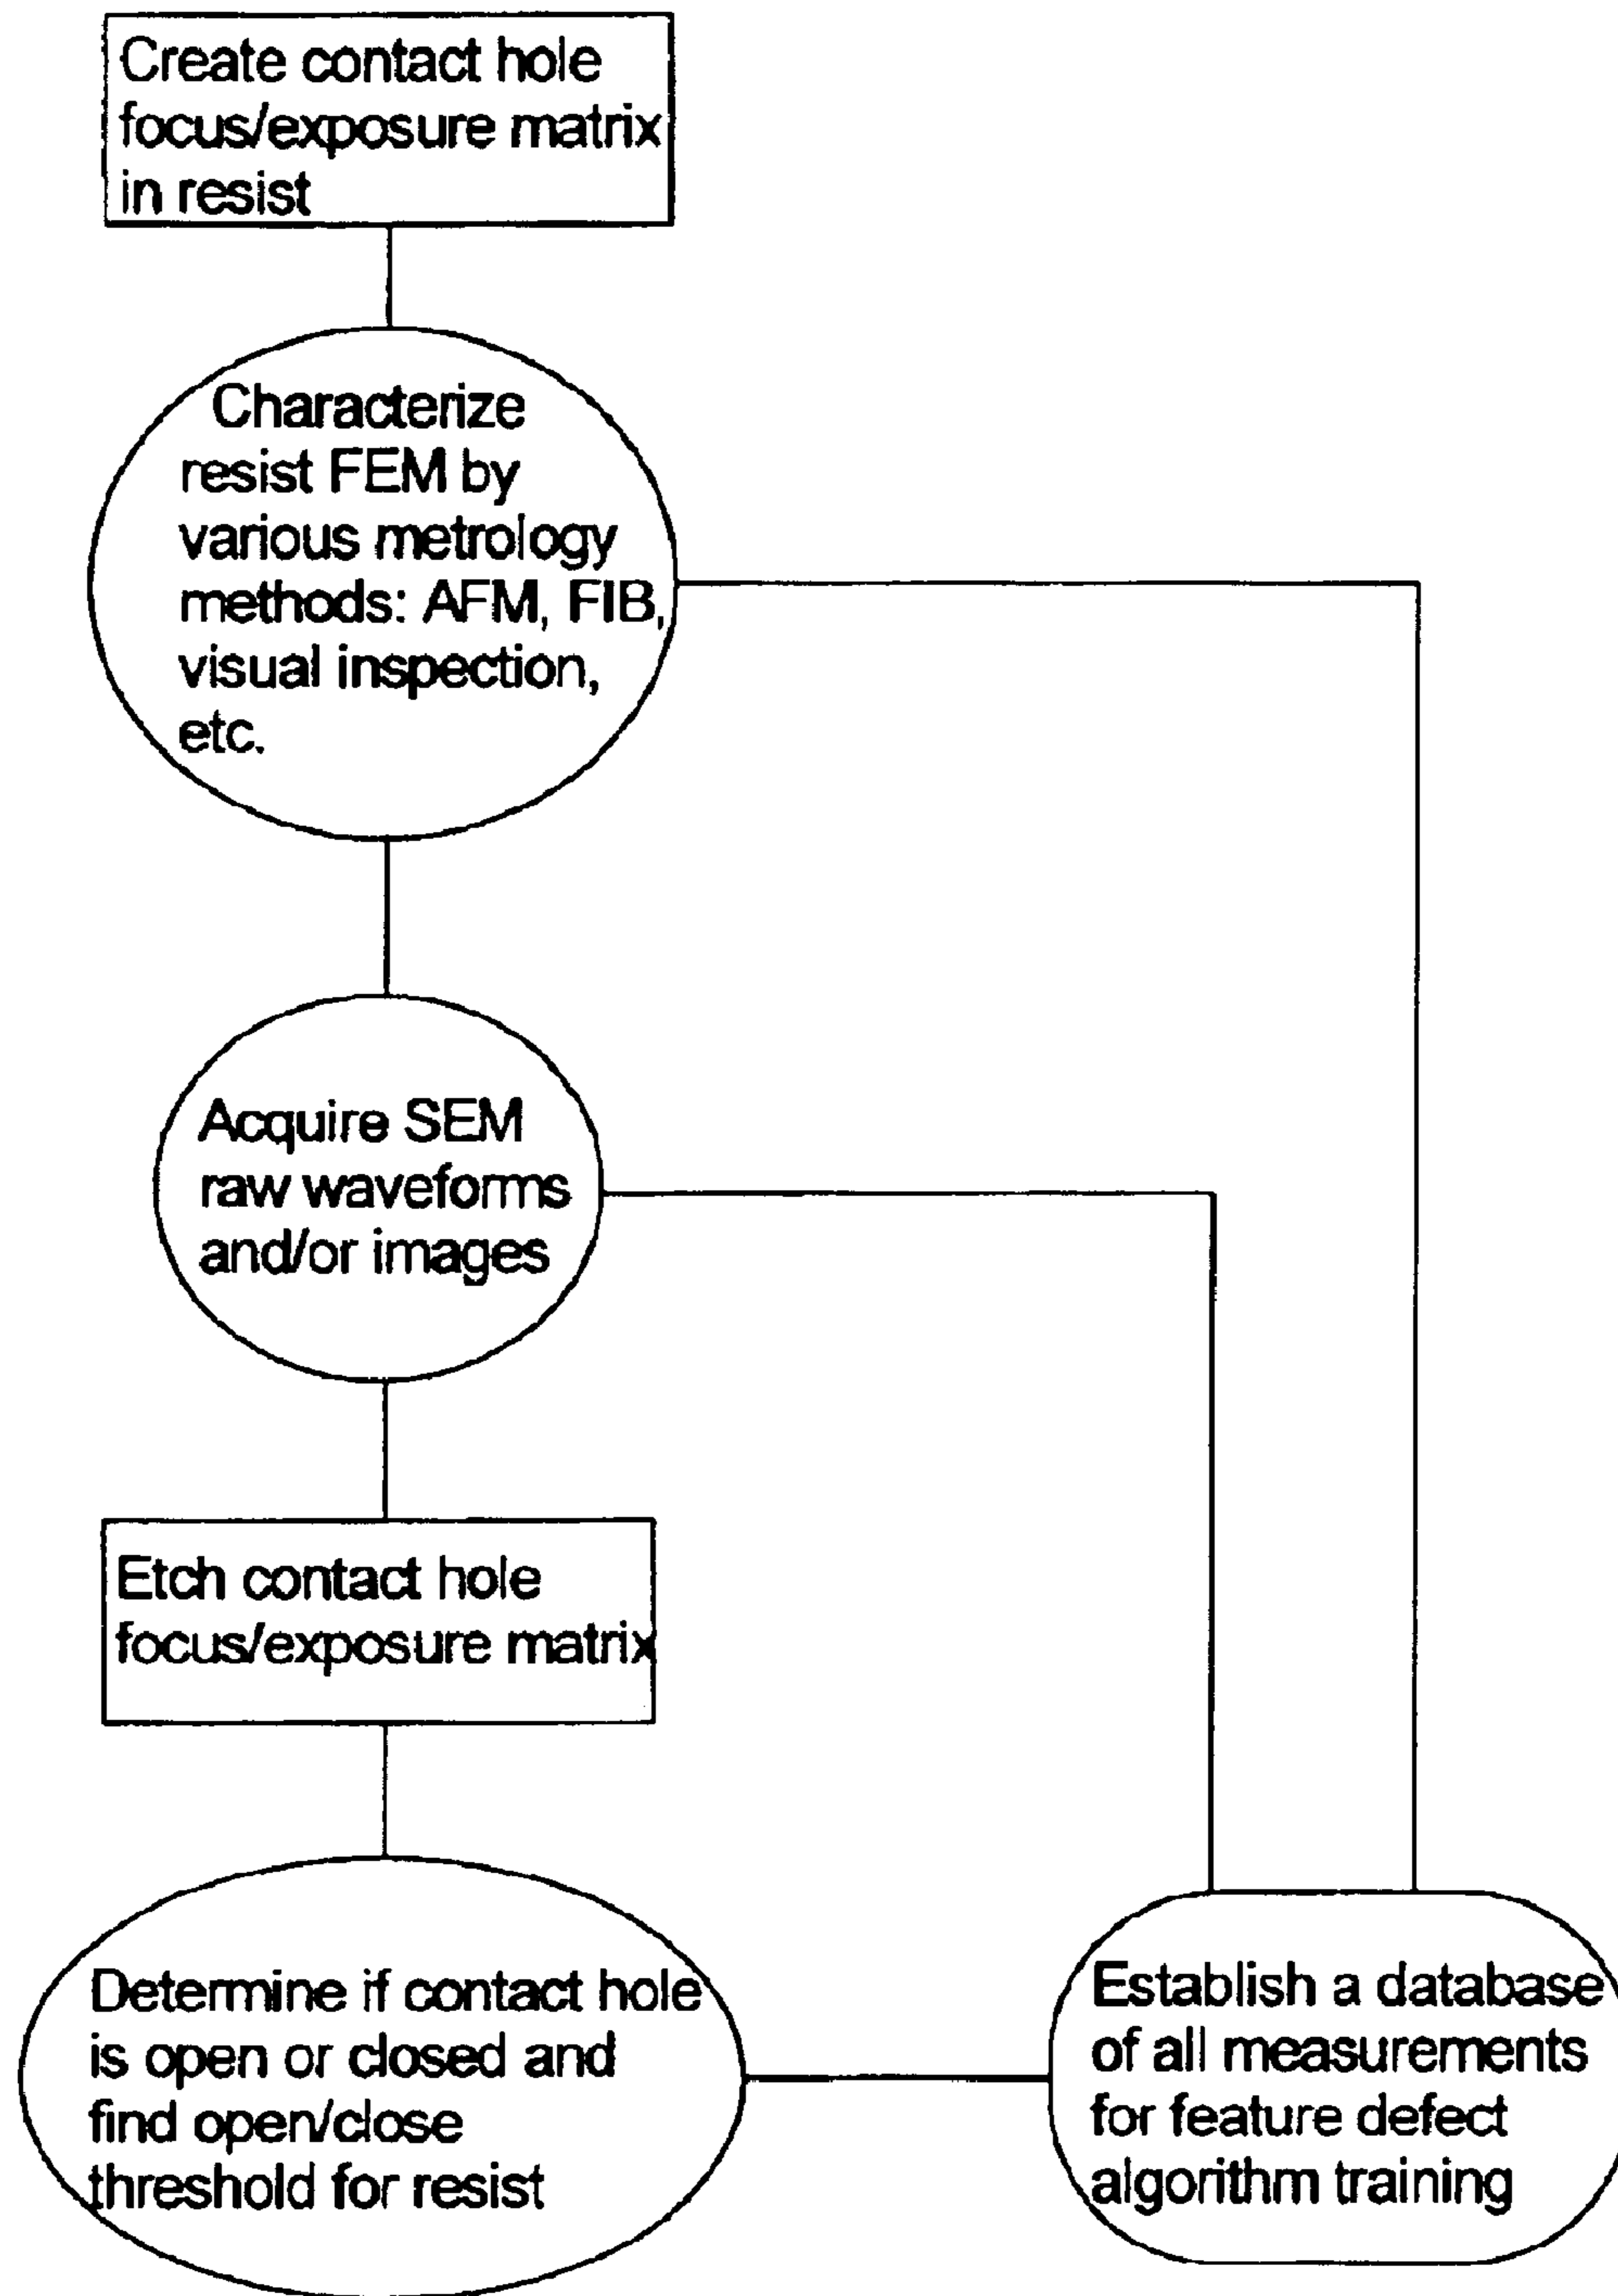 Create contact hole
focus/exposure matrix
in resist
Characterize
resist FEM by
various metrology
methods: AFM, FIB,
visual inspection,
etc.
Acquire SEM
raw waveforms
and/or images
Etch contact hole
focus/exposure matrix
Determine if contact hole
is open or closed and
find open/close
threshold for resist
Establish a database
of all measurements
for feature defect
algorithm training